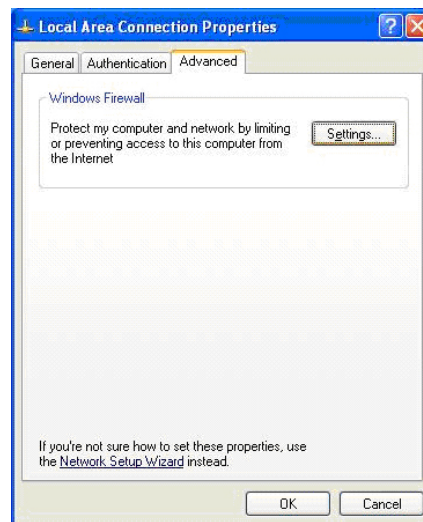 Local Area Connection Properties
General Authentication Advanced
Windows Firewall
Protect my computer and network by limiting
or preventing access to this computer from
the Internet
Settings...
If you're not sure how to set these properties, use
the Network Setup Wizard instead.
OK Cancel